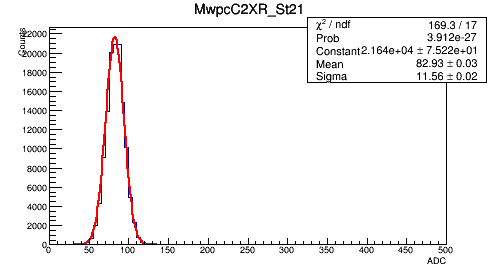 MwpcC2XR_St21
χ² / ndf 169.3 / 17
Prob 3.912e-27
Constant 2.164e+04 ± 7.522e+01
Mean 82.93 ± 0.03
Sigma 11.56 ± 0.02
Counts
22000
20000
18000
16000
14000
12000
10000
8000
6000
4000
2000
0
0 50 100 150 200 250 300 350 400 450 500
ADC